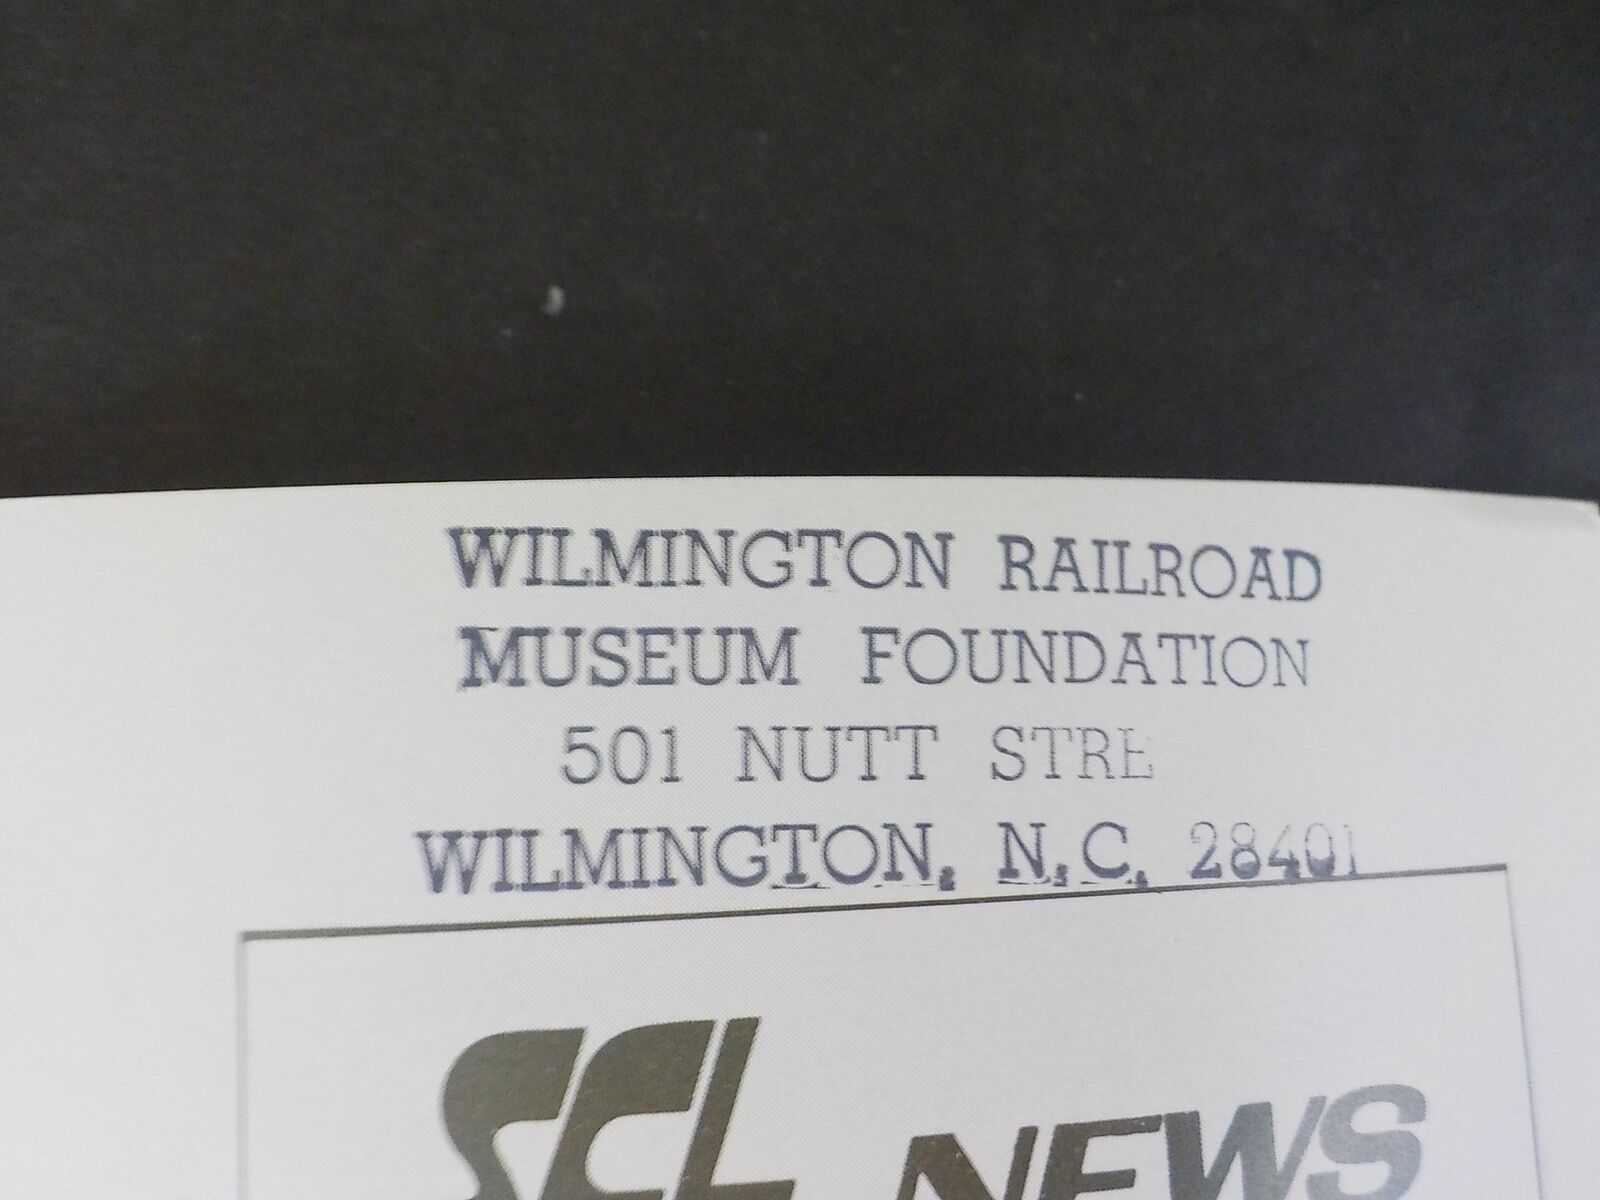 WILMINGTON RAILROAD
MUSEUM FOUNDATION
501 NUTT STRE
WILMINGTON, N.C. 28401
SCL NEWS